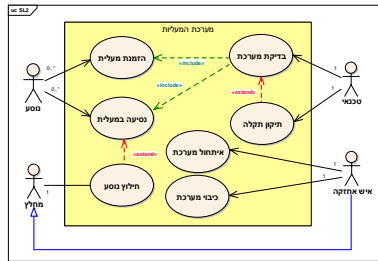 uc SL2
מערכת המעליות
הזמנת מעלית
«include»
בדיקת מערכת
0..*
1
נוסע
0..*
«include»
טכנאי
נסיעה במעלית
«extend»
1
תיקון תקלה
איתחול מערכת
«extend»
1
חילוץ נוסע
1
כיבוי מערכת
1
מחלץ
איש אחזקה